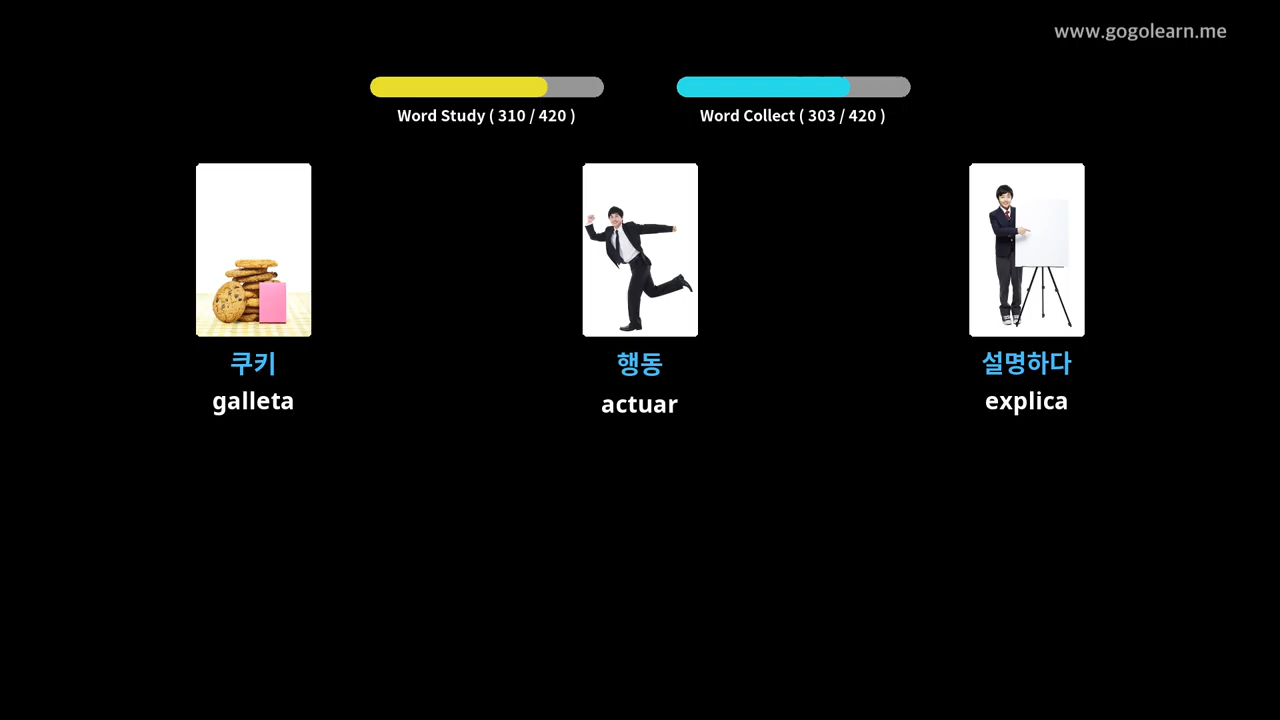 www.gogolearn.me
Word Study ( 310 / 420 )
Word Collect ( 303 / 420 )
쿠키
galleta
행동
actuar
설명하다
explica